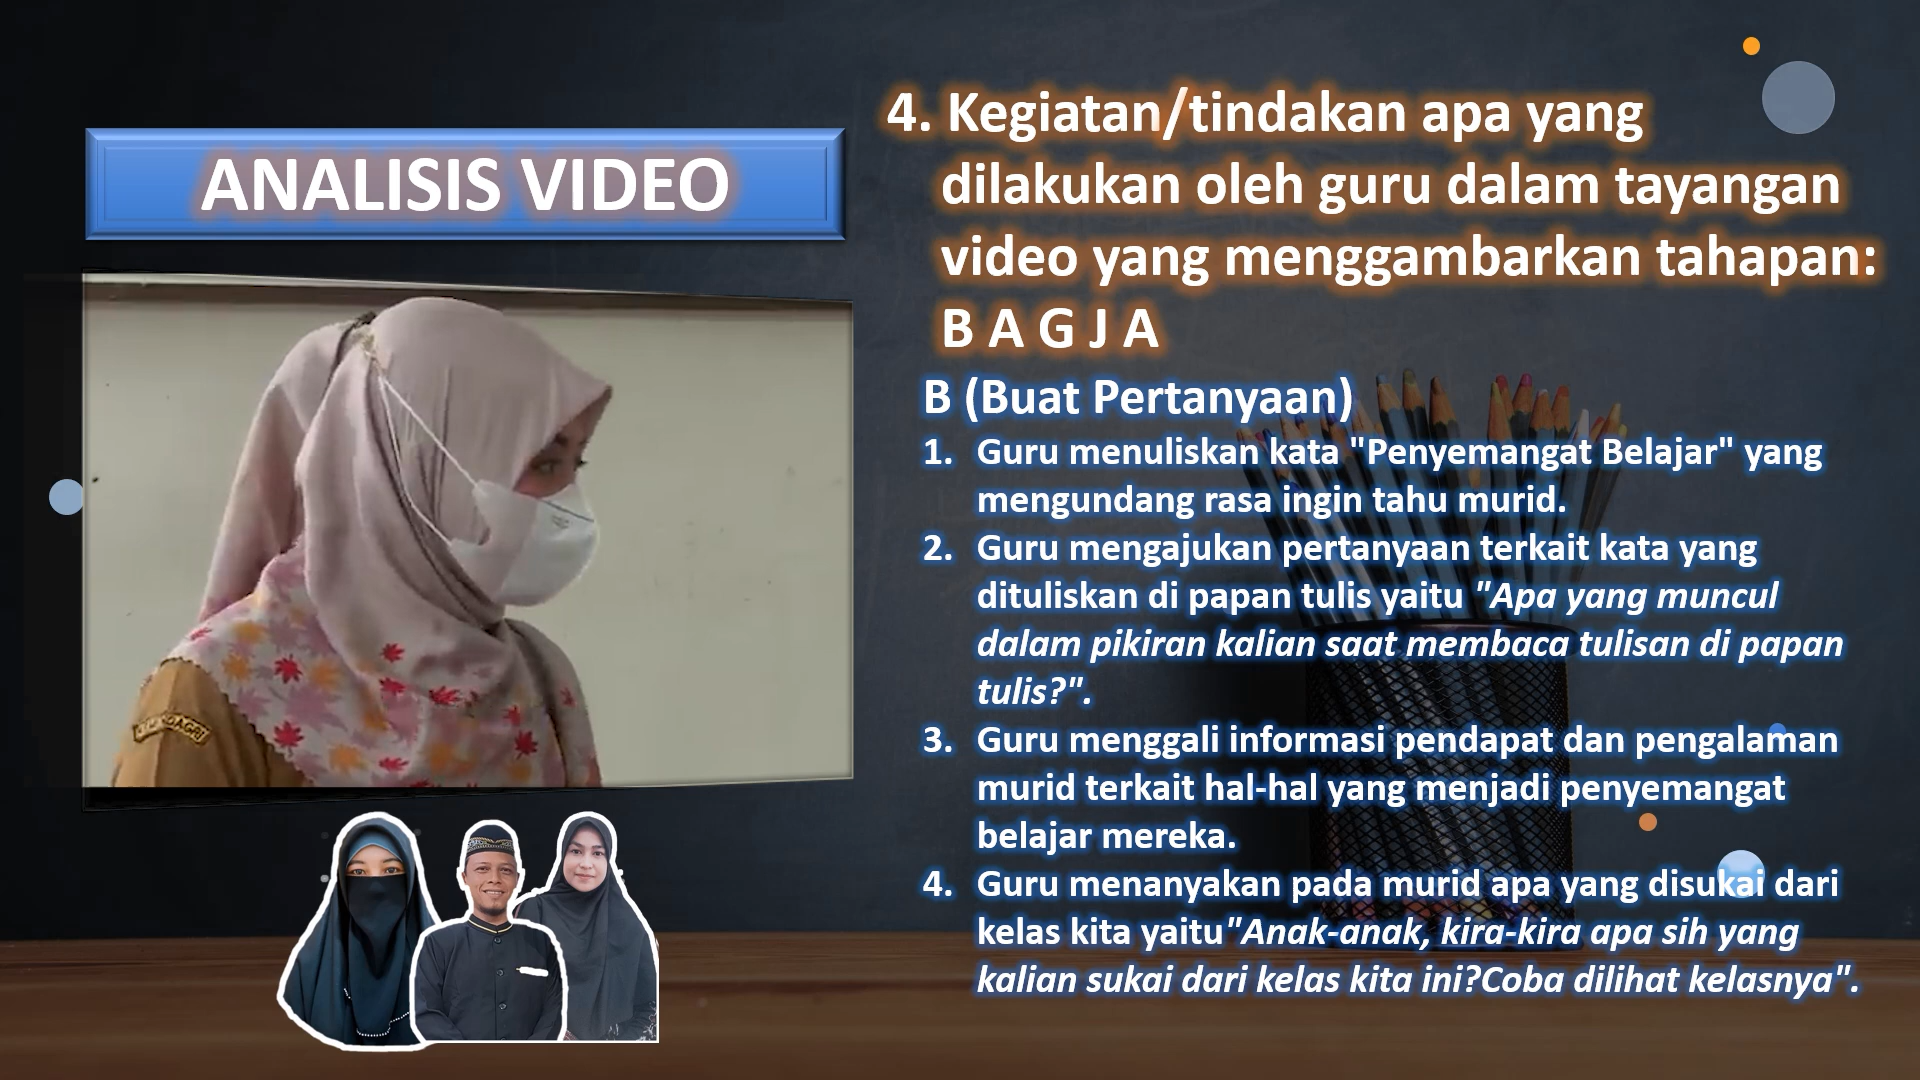 ANALISIS VIDEO
4. Kegiatan/tindakan apa yang
dilakukan oleh guru dalam tayangan
video yang menggambarkan tahapan:
B A G J A
B (Buat Pertanyaan)
1. Guru menuliskan kata "Penyemangat Belajar" yang
mengundang rasa ingin tahu murid.
2. Guru mengajukan pertanyaan terkait kata yang
dituliskan di papan tulis yaitu "Apa yang muncul
dalam pikiran kalian saat membaca tulisan di papan
tulis?".
3. Guru menggali informasi pendapat dan pengalaman
murid terkait hal-hal yang menjadi penyemangat
belajar mereka.
4. Guru menanyakan pada murid apa yang disukai dari
kelas kita yaitu"Anak-anak, kira-kira apa sih yang
kalian sukai dari kelas kita ini?Coba dilihat kelasnya".